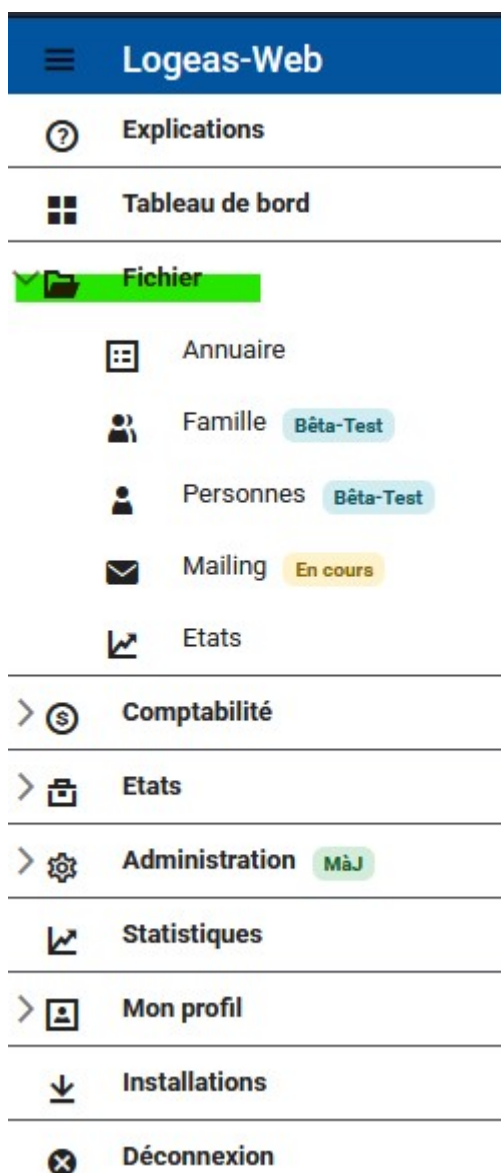 Logeas-Web
Explications
Tableau de bord
Fichier
Annuaire
Famille Bêta-Test
Personnes Bêta-Test
Mailing En cours
Etats
Comptabilité
Etats
Administration MàJ
Statistiques
Mon profil
Installations
Déconnexion